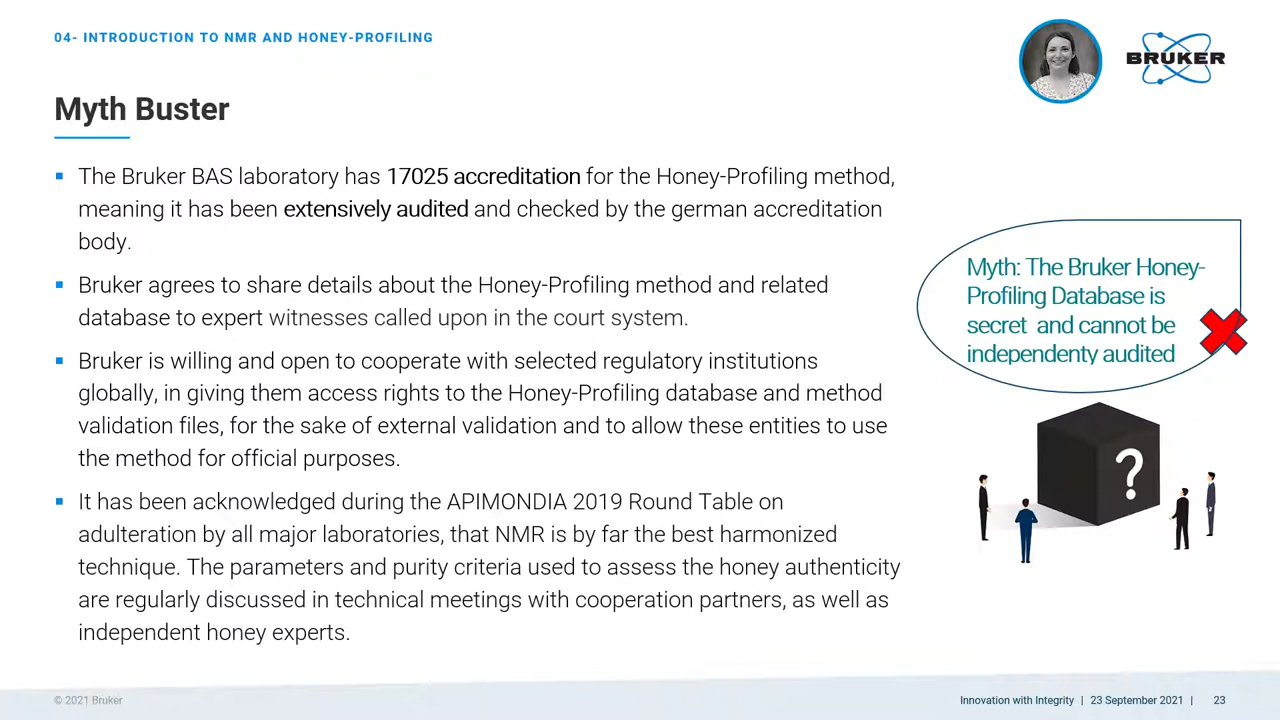 04- INTRODUCTION TO NMR AND HONEY-PROFILING
BRUKER
Myth Buster
The Bruker BAS laboratory has 17025 accreditation for the Honey-Profiling method,
meaning it has been extensively audited and checked by the german accreditation
body.
Bruker agrees to share details about the Honey-Profiling method and related
database to expert witnesses called upon in the court system.
Bruker is willing and open to cooperate with selected regulatory institutions
globally, in giving them access rights to the Honey-Profiling database and method
validation files, for the sake of external validation and to allow these entities to use
the method for official purposes.
It has been acknowledged during the APIMONDIA 2019 Round Table on
adulteration by all major laboratories, that NMR is by far the best harmonized
technique. The parameters and purity criteria used to assess the honey authenticity
are regularly discussed in technical meetings with cooperation partners, as well as
independent honey experts.
Myth: The Bruker Honey-
Profiling Database is
secret and cannot be
independenty audited
?
© 2021 Bruker
Innovation with Integrity | 23 September 2021 | 23